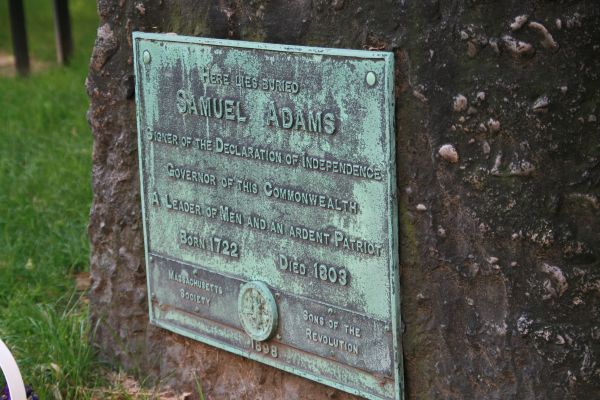 HERE LIES BURIED
SAMUEL ADAMS
SIGNER OF THE DECLARATION OF INDEPENDENCE
GOVERNOR OF THIS COMMONWEALTH
A LEADER OF MEN AND AN ARDENT PATRIOT
BORN 1722 DIED 1803
MASSACHUSETTS SOCIETY
SONS OF THE REVOLUTION
1898